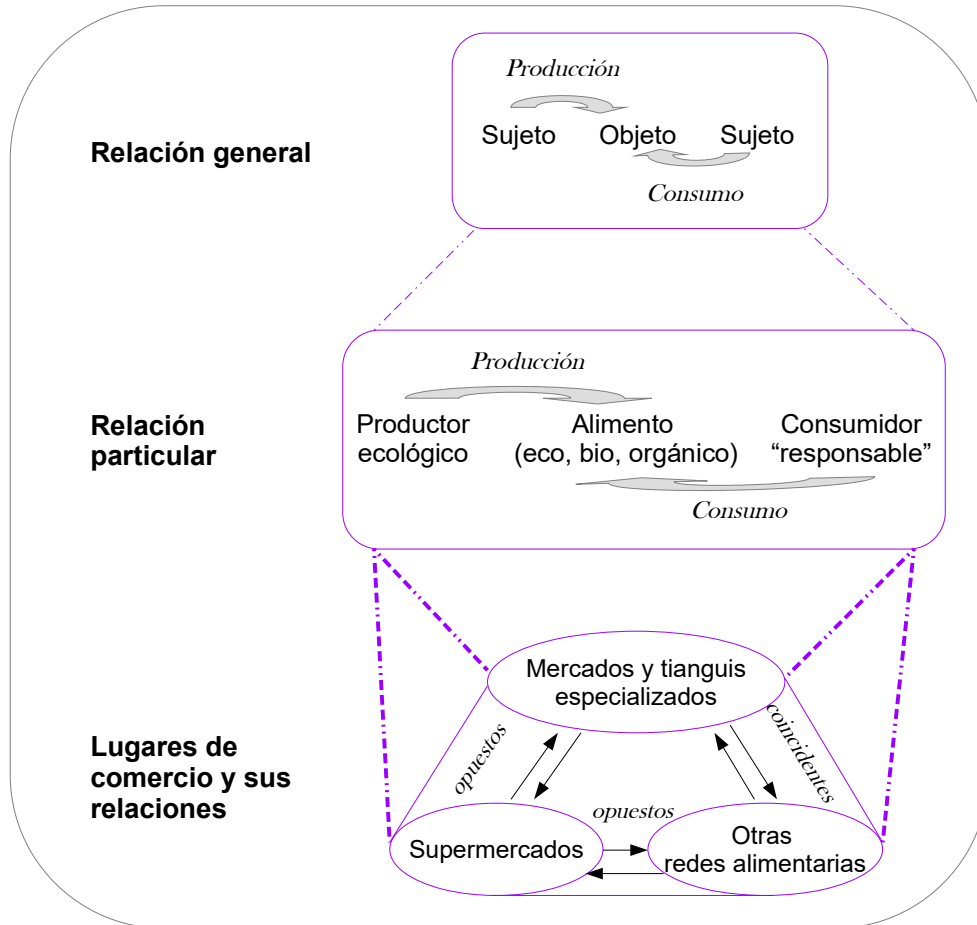 Producción
Relación general
Sujeto Objeto Sujeto
Consumo
Producción
Relación
particular
Productor
ecológico
Alimento
(eco, bio, orgánico)
Consumidor
“responsable”
Consumo
Mercados y tianguis
especializados
Lugares de
comercio y sus
relaciones
opuestos
coincidentes
opuestos
Supermercados
Otras
redes alimentarias